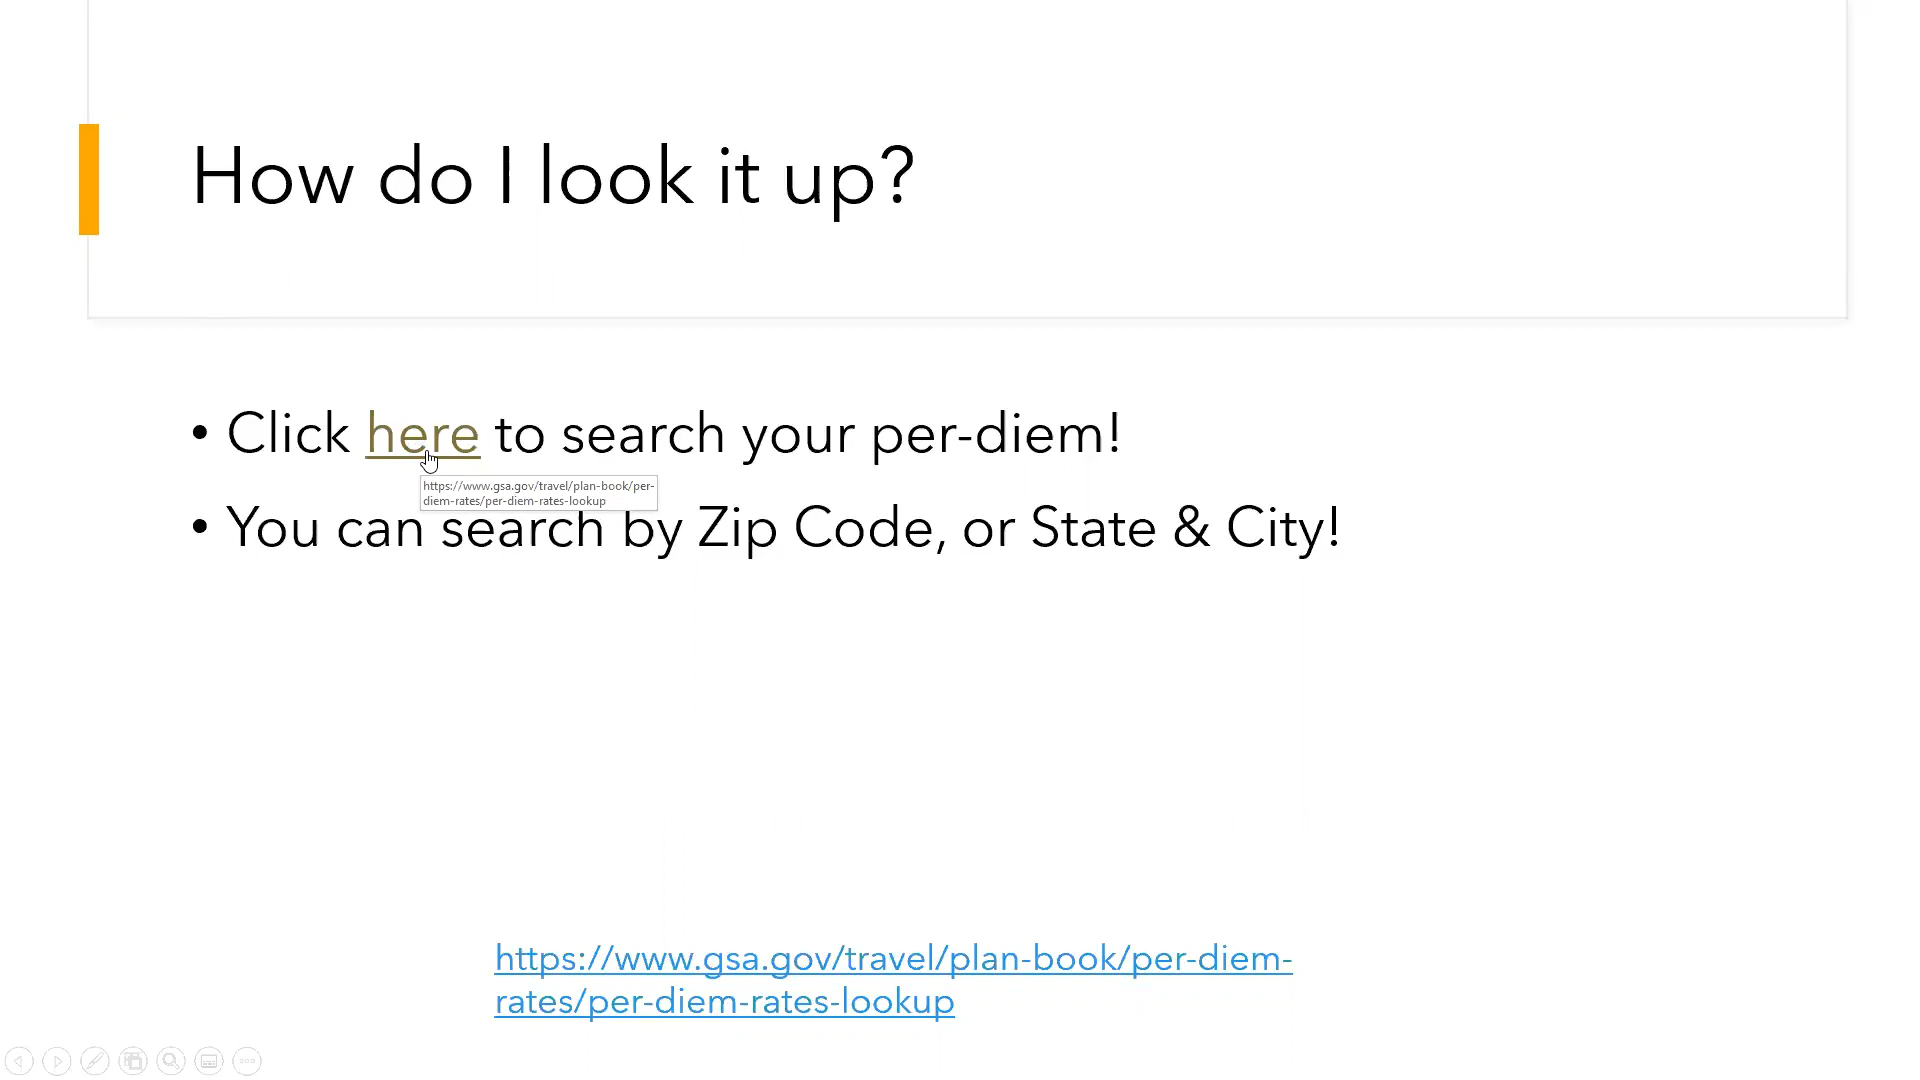 How do I look it up?
• Click here to search your per-diem!
https://www.gsa.gov/travel/plan-book/per-
diem-rates/per-diem-rates-lookup
• You can search by Zip Code, or State & City!
https://www.gsa.gov/travel/plan-book/per-diem-
rates/per-diem-rates-lookup